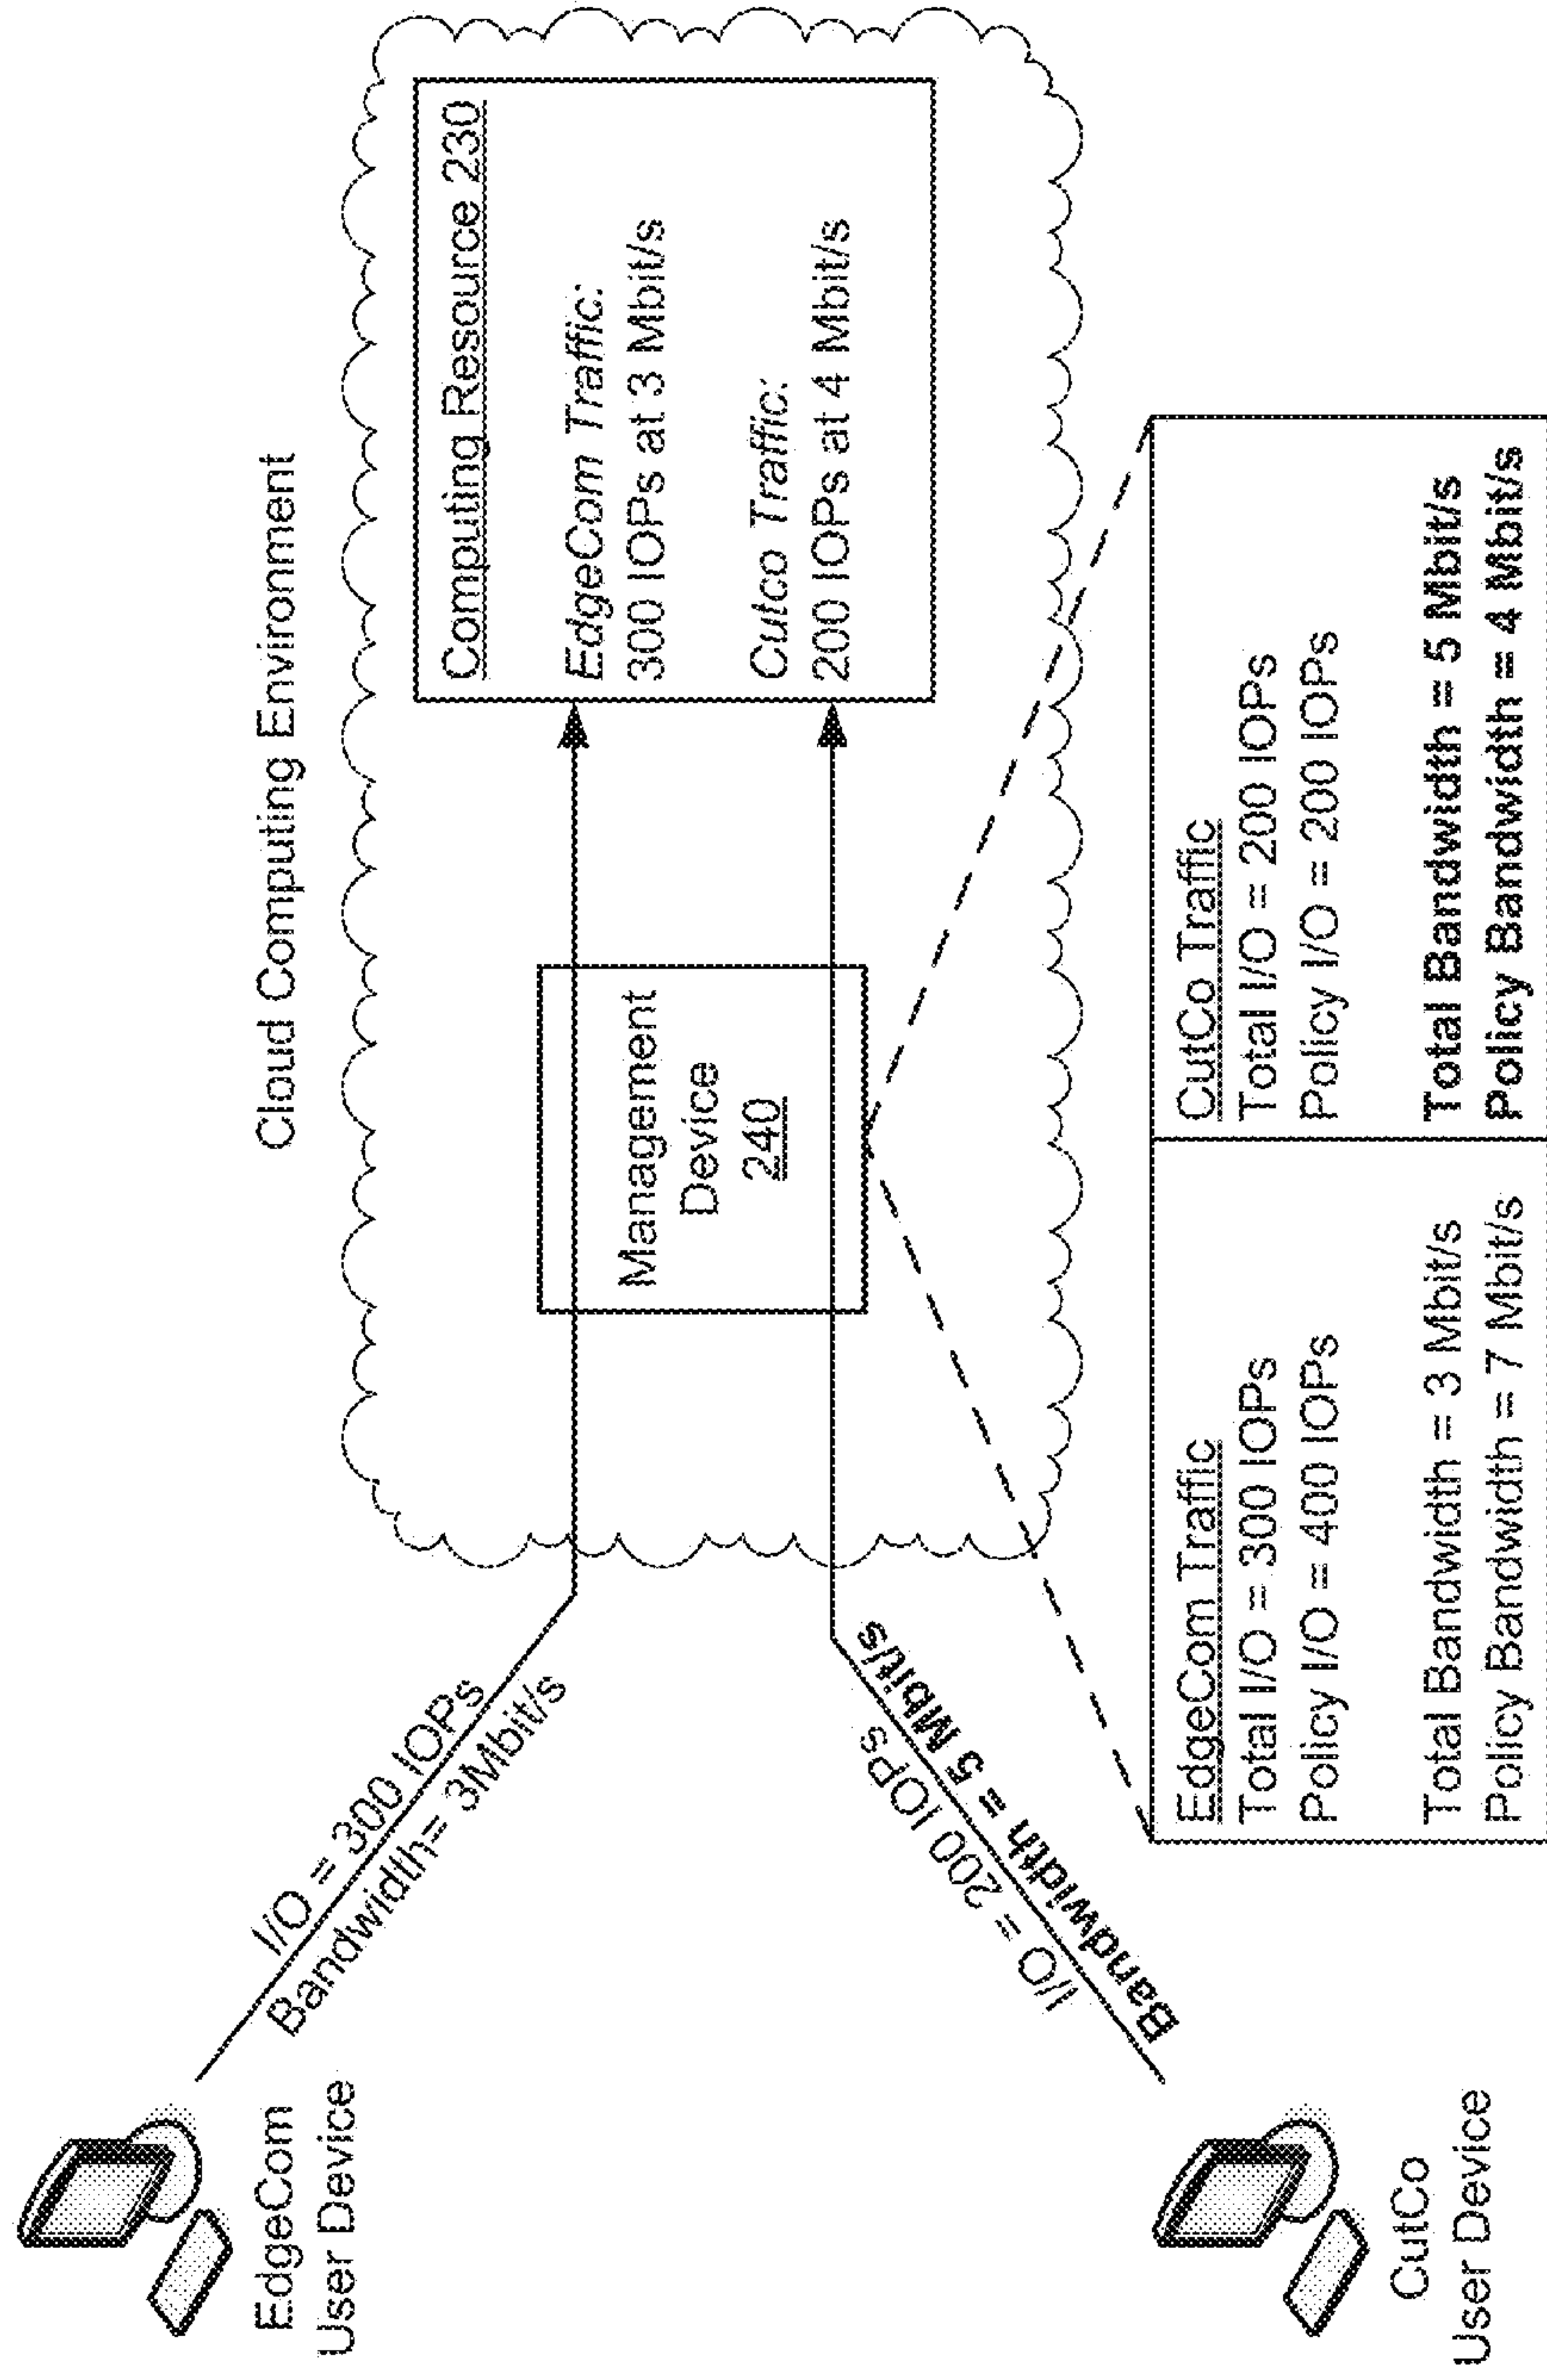 Cloud Computing Environment
EdgeCom
User Device
I/O = 300 IOPs
Bandwidth= 3Mbit/s
Management
Device
240
Computing Resource 230
EdgeCom Traffic:
300 IOPs at 3 Mbit/s
Cutco Traffic:
200 IOPs at 4 Mbit/s
CutCo
User Device
I/O = 200 IOPs
Bandwidth = 5 Mbit/s
EdgeCom Traffic
Total I/O = 300 IOPs
Policy I/O = 400 IOPs
Total Bandwidth = 3 Mbit/s
Policy Bandwidth = 7 Mbit/s
CutCo Traffic
Total I/O = 200 IOPs
Policy I/O = 200 IOPs
Total Bandwidth = 5 Mbit/s
Policy Bandwidth = 4 Mbit/s